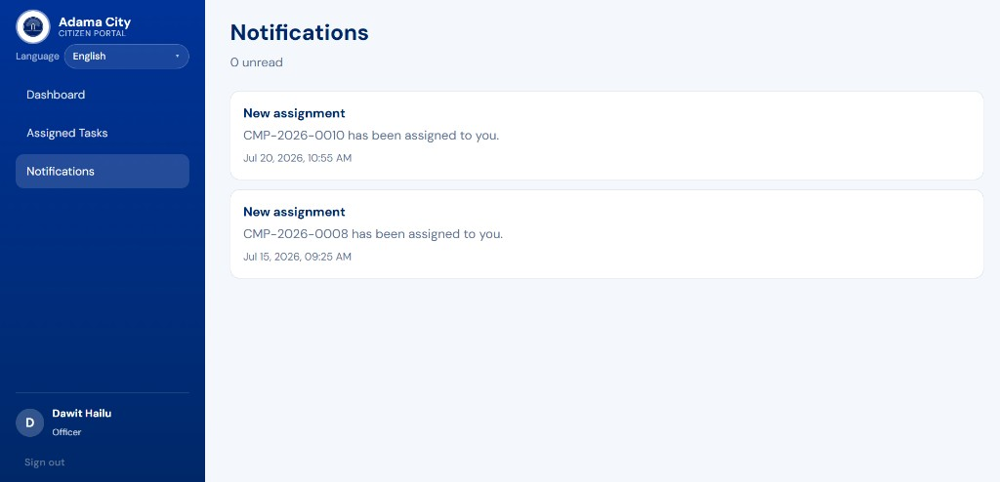 Adama City
CITIZEN PORTAL
Language English
Dashboard
Assigned Tasks
Notifications
Dawit Hailu
D
Officer
Sign out
Notifications
0 unread
New assignment
CMP-2026-0010 has been assigned to you.
Jul 20, 2026, 10:55 AM
New assignment
CMP-2026-0008 has been assigned to you.
Jul 15, 2026, 09:25 AM